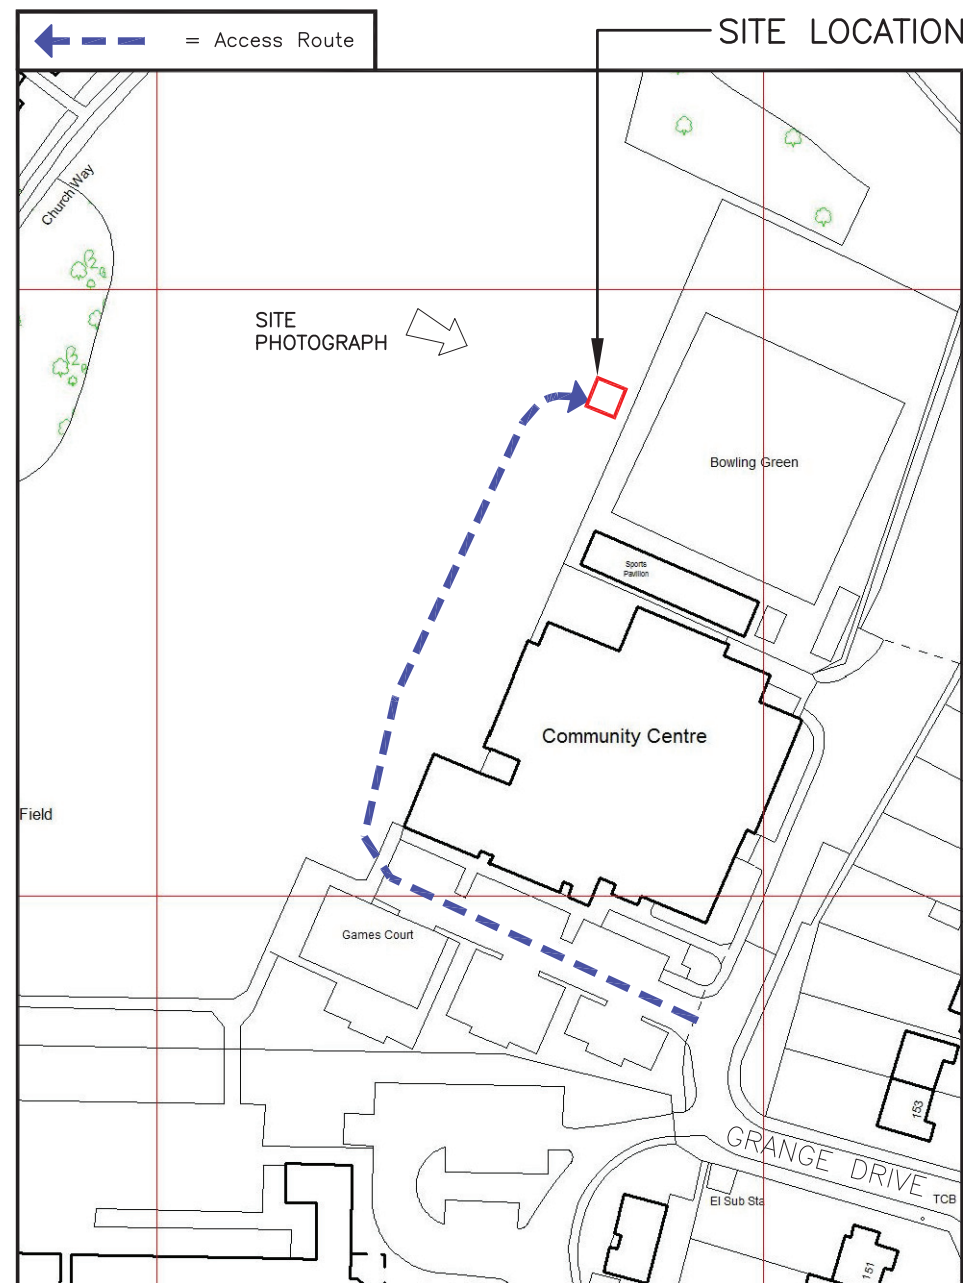 = Access Route
SITE LOCATION
Church Way
SITE
PHOTOGRAPH
Bowling Green
Sports
Pavilion
Community Centre
Field
Games Court
153
GRANGE DRIVE
El Sub Sta
TCB
151